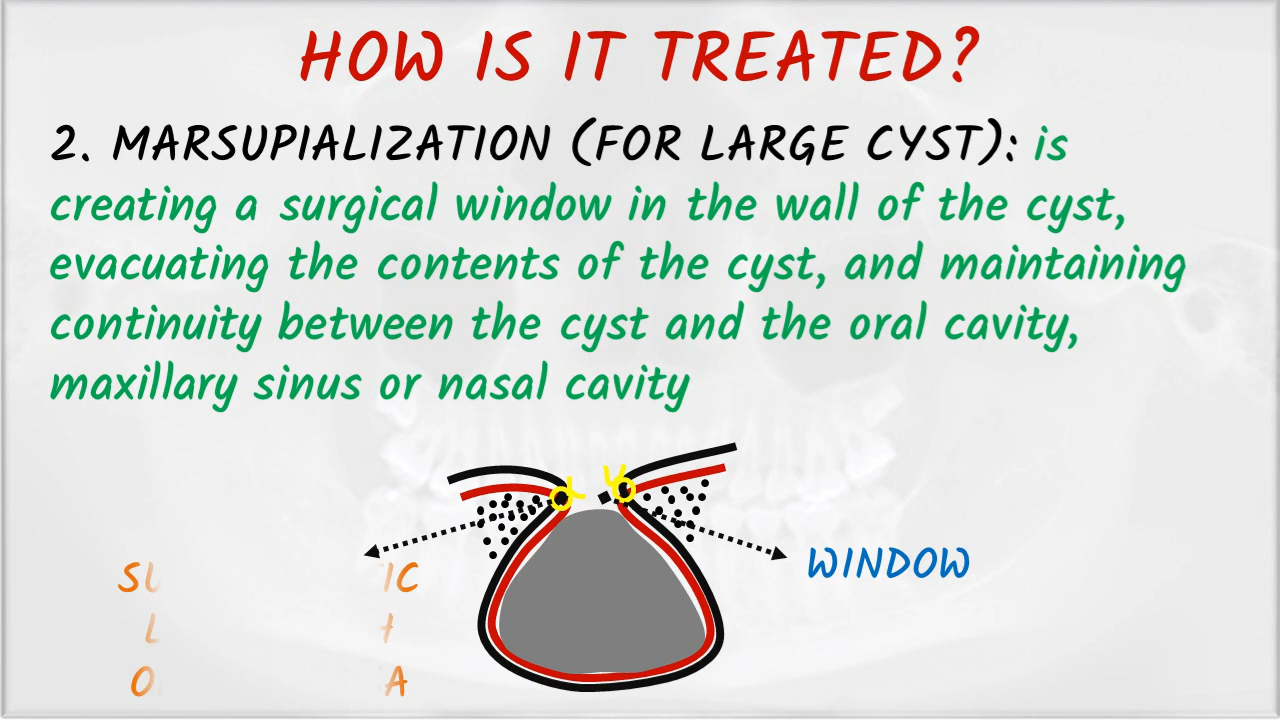 HOW IS IT TREATED?
2. MARSUPIALIZATION (FOR LARGE CYST): is
creating a surgical window in the wall of the cyst,
evacuating the contents of the cyst, and maintaining
continuity between the cyst and the oral cavity,
maxillary sinus or nasal cavity
WINDOW